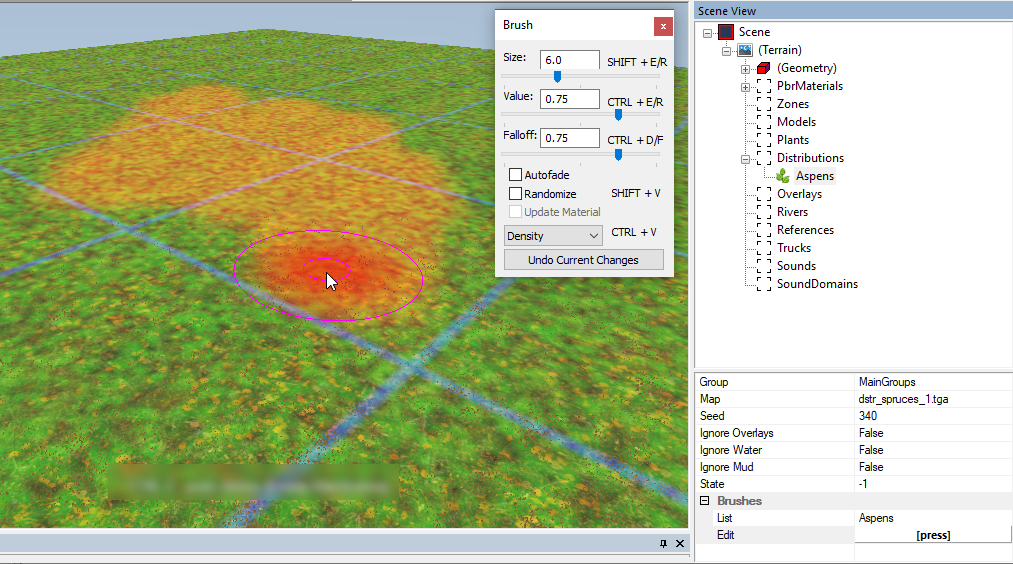 Brush
x
Size: 6.0 SHIFT + E/R
Value: 0.75 CTRL + E/R
Falloff: 0.75 CTRL + D/F
Autofade
Randomize SHIFT + V
Update Material
Density CTRL + V
Undo Current Changes
Scene View
Scene
(Terrain)
(Geometry)
PbrMaterials
Zones
Models
Plants
Distributions
Aspens
Overlays
Rivers
References
Trucks
Sounds
SoundDomains
Group MainGroups
Map dstr_spruces_1.tga
Seed 340
Ignore Overlays False
Ignore Water False
Ignore Mud False
State -1
Brushes
List Aspens
Edit [press]